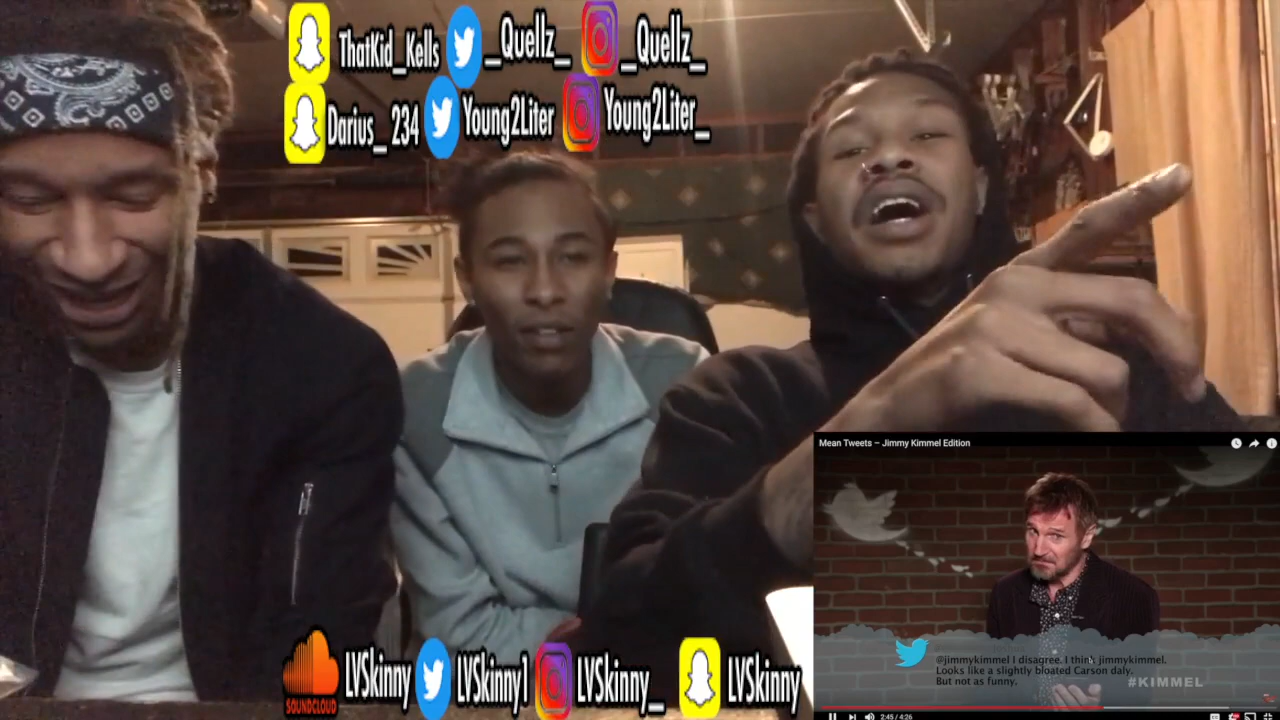 ThatKid_Kells _Quellz_ _Quellz_
Darius_234 Young2Liter Young2Liter_
Mean Tweets – Jimmy Kimmel Edition
@jimmykimmel I disagree. I think jimmykimmel.
Looks like a slightly bloated Carson daly.
But not as funny.
#KIMMEL
2:45 / 4:26
SOUNDCLOUD LVSkinny LVSkinny1 LVSkinny_ LVSkinny